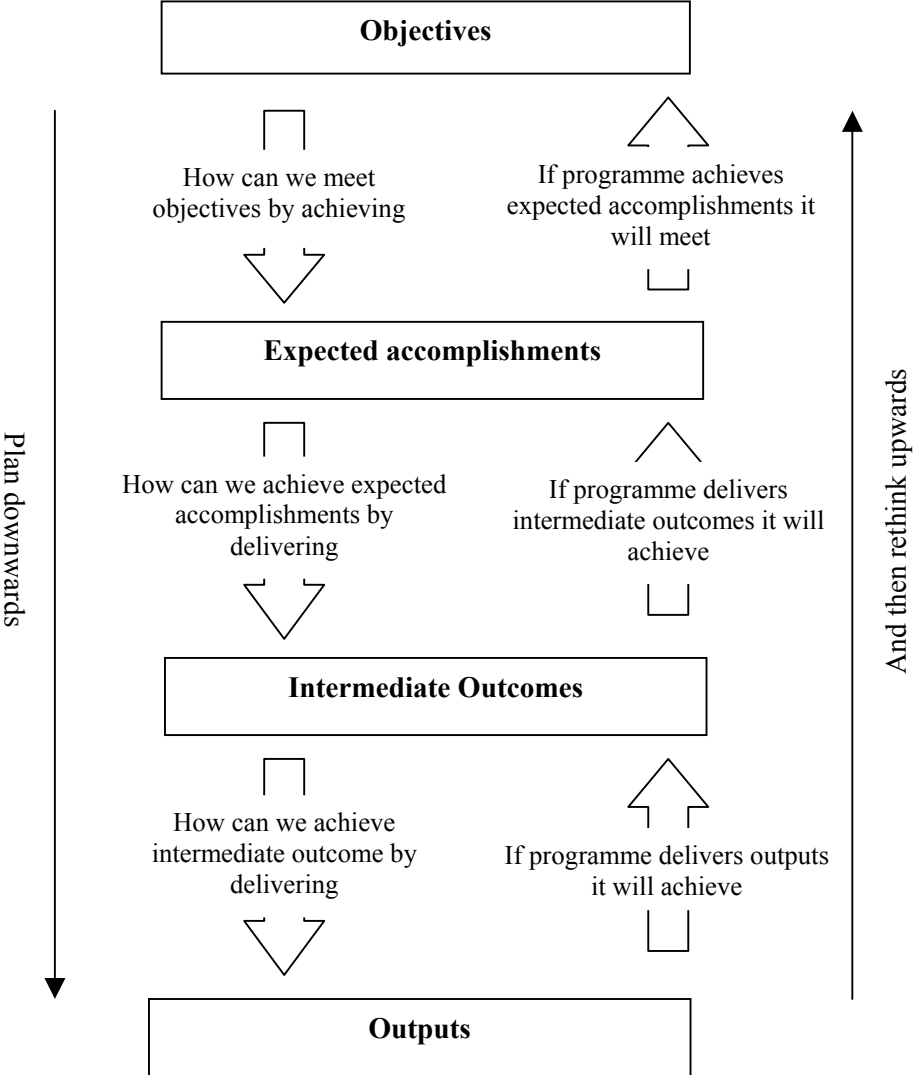 Objectives
How can we meet
objectives by achieving
If programme achieves
expected accomplishments it
will meet
Expected accomplishments
How can we achieve expected
accomplishments by
delivering
If programme delivers
intermediate outcomes it will
achieve
Intermediate Outcomes
How can we achieve
intermediate outcome by
delivering
If programme delivers outputs
it will achieve
Outputs
Plan downwards
And then rethink upwards